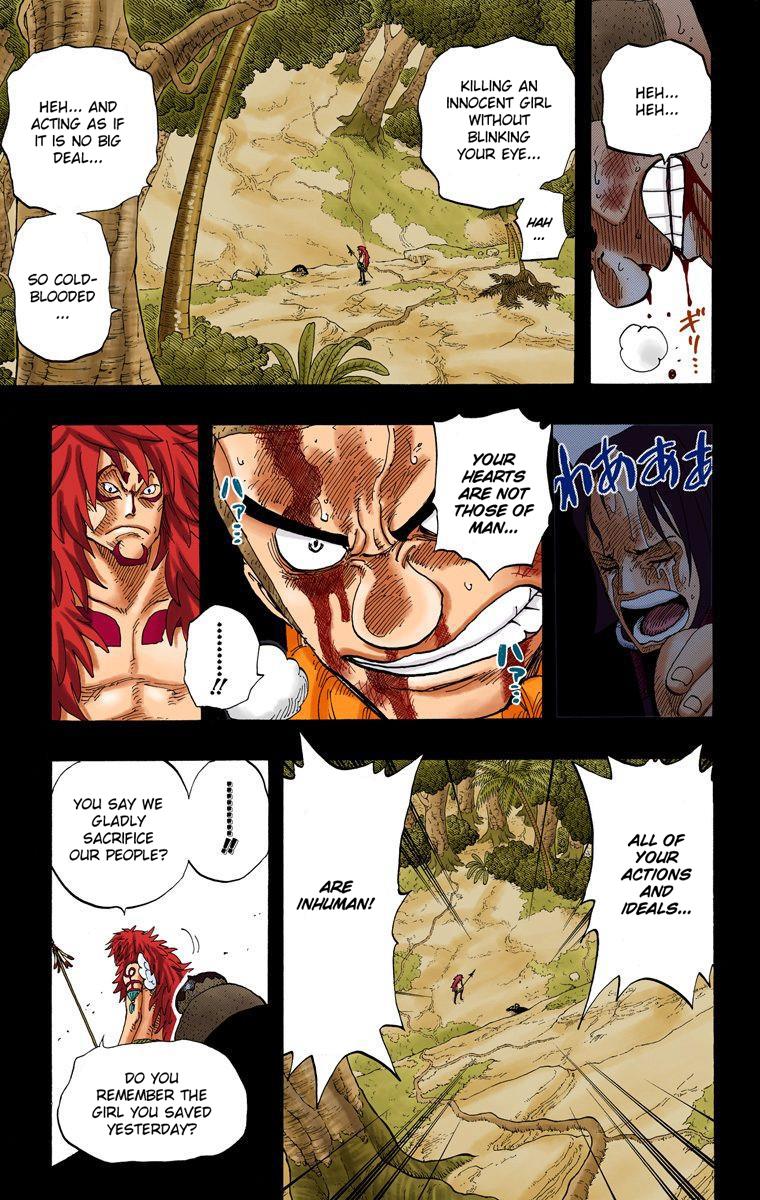 HEH...
HEH...
ギリ…
KILLING AN
INNOCENT GIRL
WITHOUT
BLINKING
YOUR EYE...
HAH
...
HEH... AND
ACTING AS IF
IT IS NO BIG
DEAL...
SO COLD-
BLOODED
...
わあああ
YOUR
HEARTS
ARE NOT
THOSE OF
MAN...
ハァ…
ハァ…
.........!!
ALL OF
YOUR
ACTIONS
AND
IDEALS...
ARE
INHUMAN!
..........!!
YOU SAY WE
GLADLY
SACRIFICE
OUR PEOPLE?
DO YOU
REMEMBER THE
GIRL YOU SAVED
YESTERDAY?